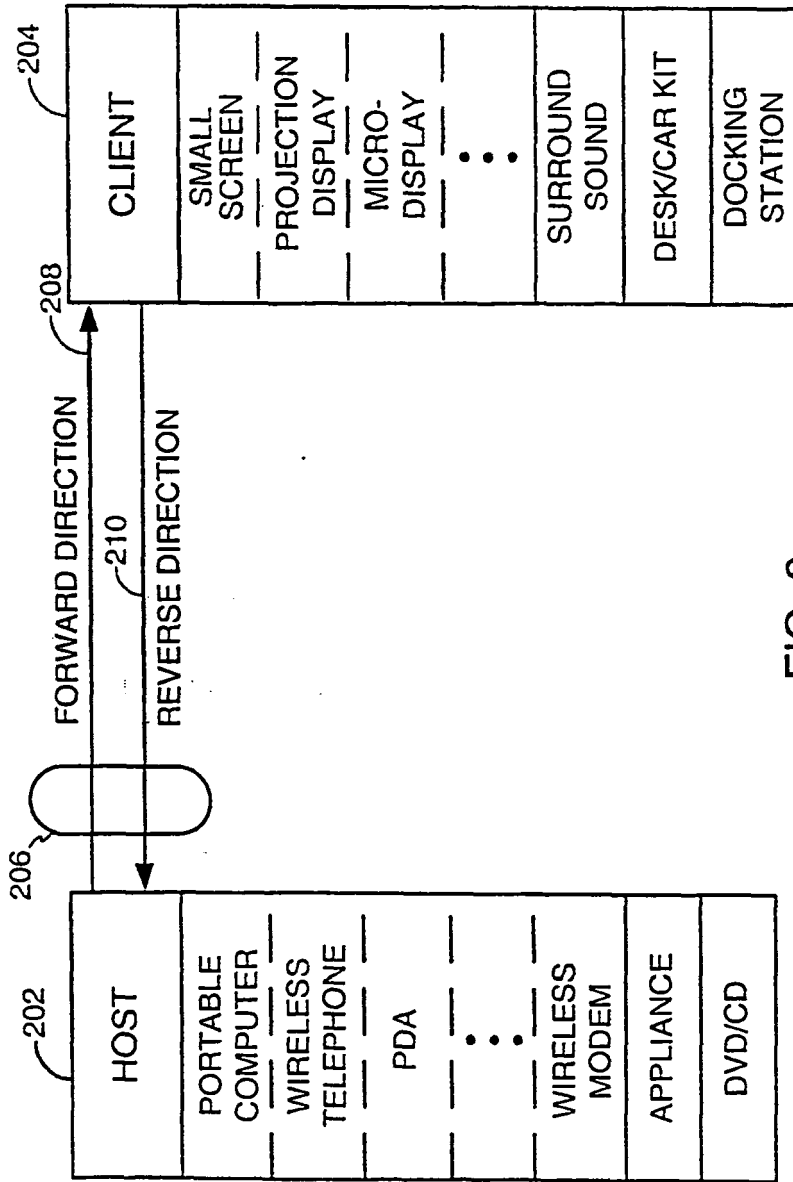 202
HOST
PORTABLE
COMPUTER
WIRELESS
TELEPHONE
PDA
WIRELESS
MODEM
APPLIANCE
DVD/CD
206
FORWARD DIRECTION
208
210
REVERSE DIRECTION
204
CLIENT
SMALL
SCREEN
PROJECTION
DISPLAY
MICRO-
DISPLAY
SURROUND
SOUND
DESK/CAR KIT
DOCKING
STATION